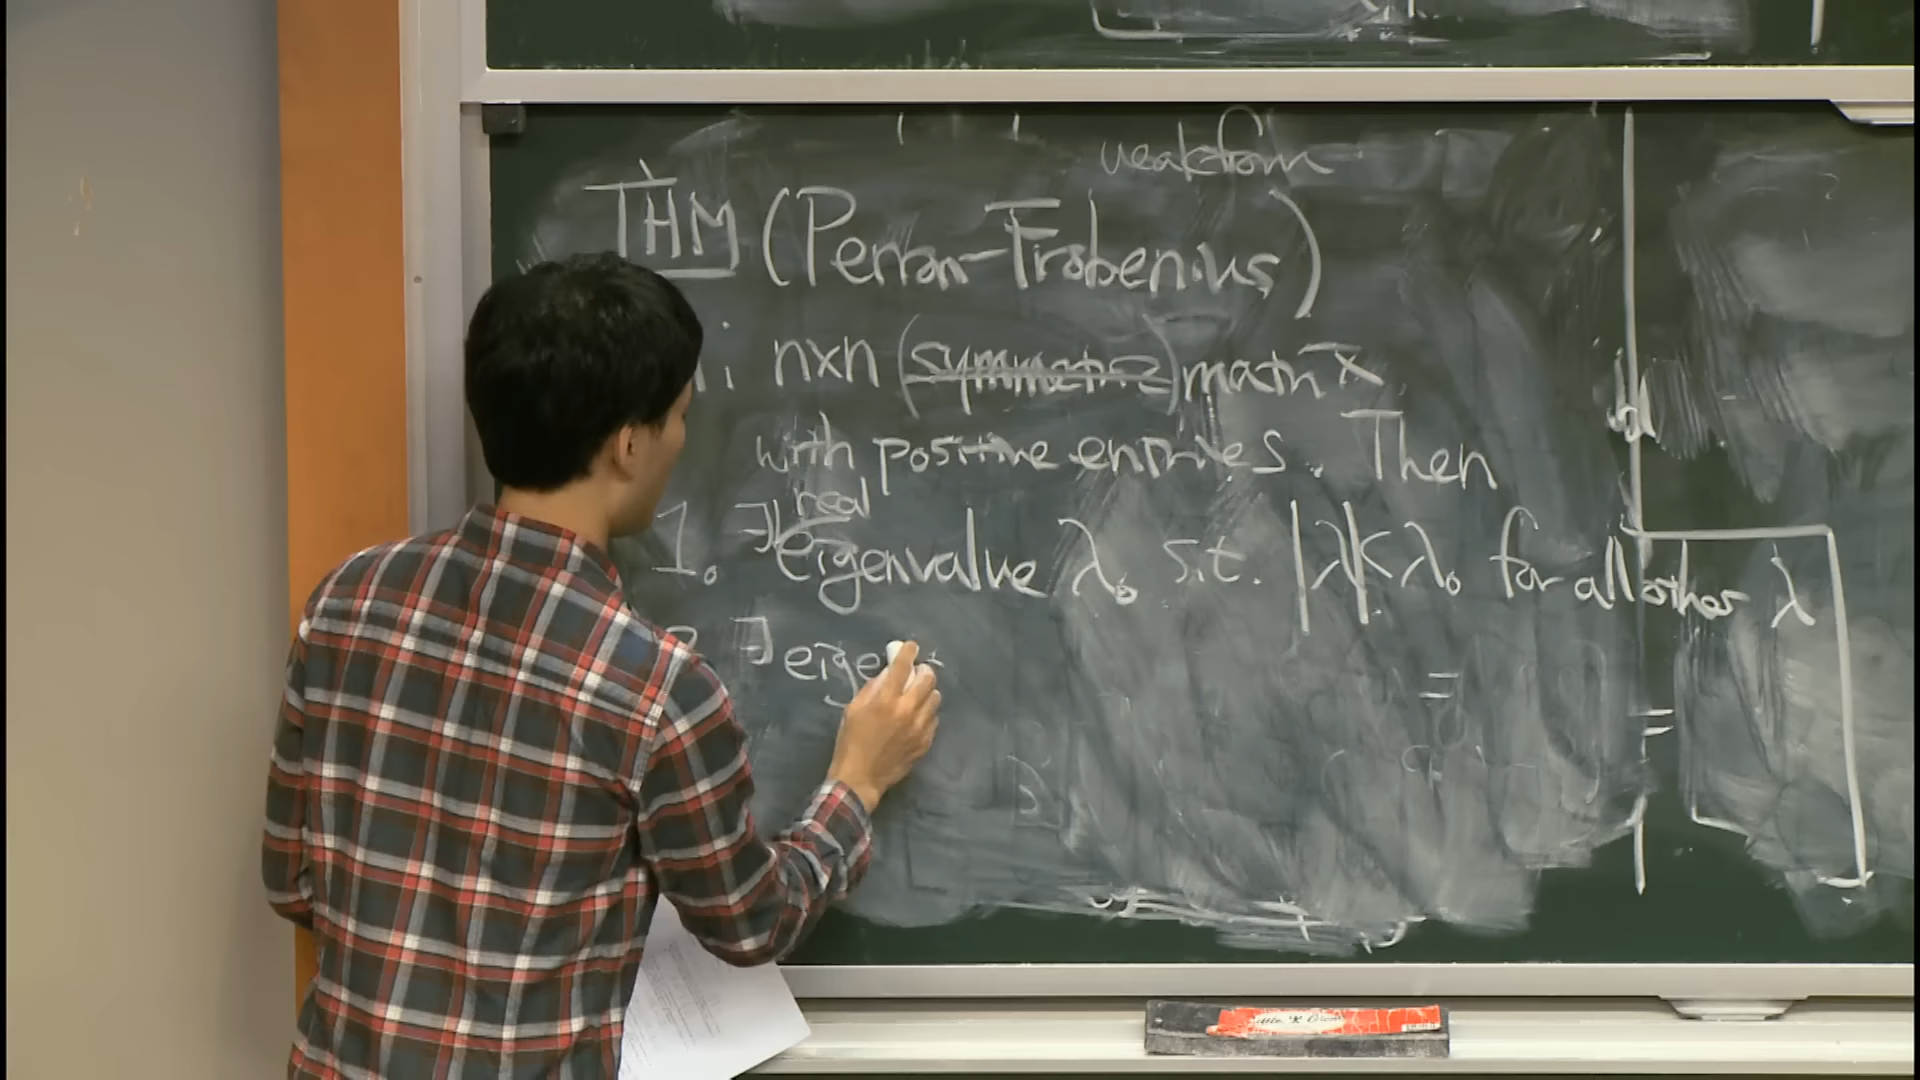 weak form
THM (Perron-Frobenius)
: n×n (symmetric) matrix
with positive entries. Then
real
1. ∃ eigenvalue λ₀ s.t. |λ|<λ₀ for all other λ
2. ∃ eige